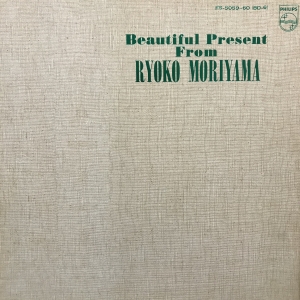 Beautiful Present
From
RYOKO MORIYAMA
PHILIPS